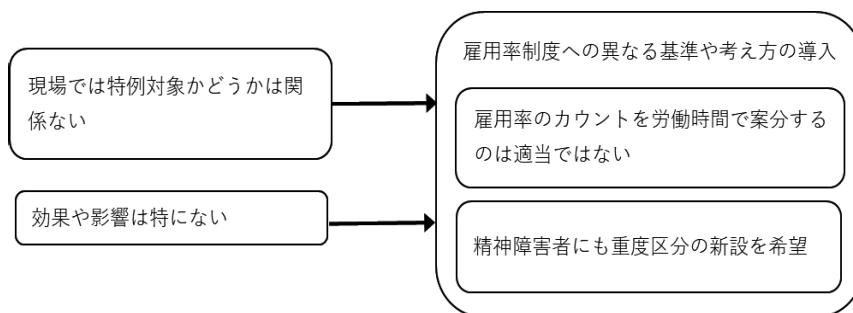 現場では特例対象かどうかは関
係ない
効果や影響は特にない
雇用率制度への異なる基準や考え方の導入
雇用率のカウントを労働時間で案分する
のは適当ではない
精神障害者にも重度区分の新設を希望